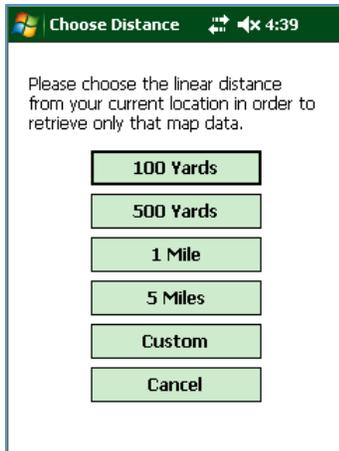 Choose Distance 4:39
Please choose the linear distance
from your current location in order to
retrieve only that map data.
100 Yards
500 Yards
1 Mile
5 Miles
Custom
Cancel